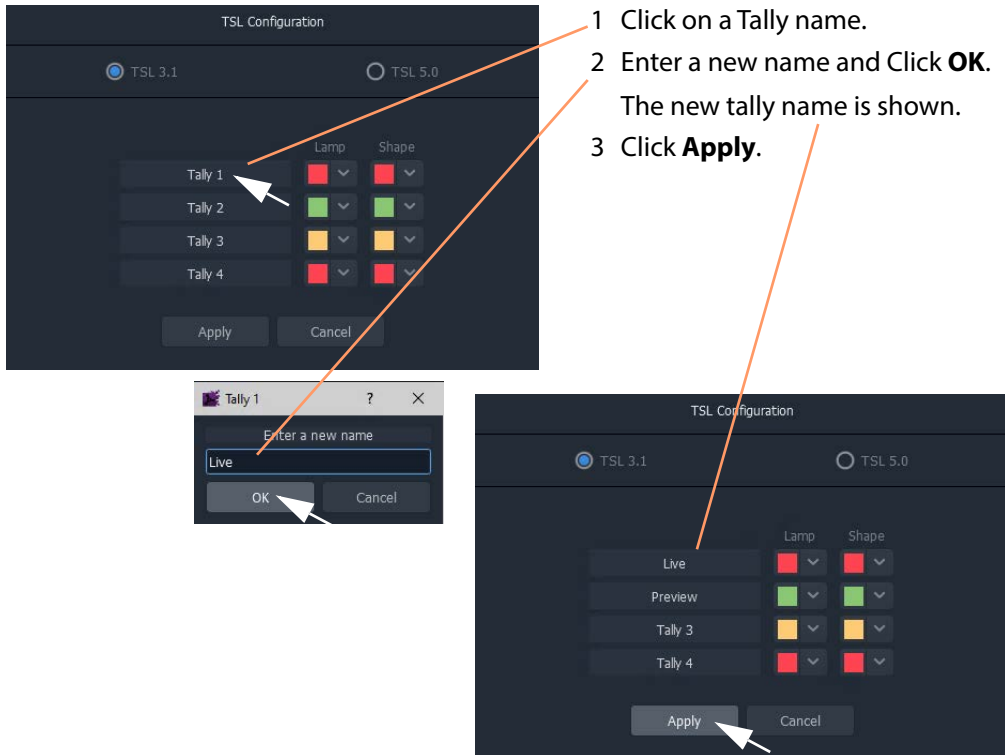 TSL Configuration
TSL 3.1 TSL 5.0
Lamp Shape
Tally 1
Tally 2
Tally 3
Tally 4
Apply Cancel
1 Click on a Tally name.
2 Enter a new name and Click OK.
The new tally name is shown.
3 Click Apply.
Tally 1 ? ×
Enter a new name
Live
OK Cancel
TSL Configuration
TSL 3.1 TSL 5.0
Lamp Shape
Live
Preview
Tally 3
Tally 4
Apply Cancel